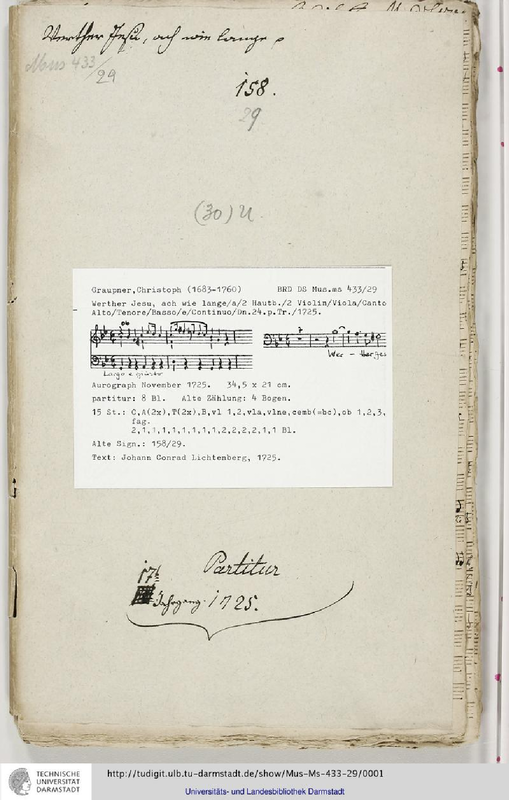 Werther Jesu, ach wie lange
Mus 433/29
158.
29
(30) U.
Graupner,Christoph (1683-1760) BRD DS Mus.ms 433/29
Werther Jesu, ach wie lange/a/2 Hautb./2 Violin/Viola/Canto
Alto/Tenore/Basso/e/Continuo/Dn.24.p.Tr./1725.
Largo e giusto
Wer - ther Jesu
Autograph November 1725. 34,5 x 21 cm.
partitur: 8 Bl. Alte Zählung: 4 Bogen.
15 St.: C,A(2x),T(2x),B,vl 1,2,vla,vlne,cemb(=bc),ob 1,2,3,
fag.
2,1,1,1,1,1,1,1,1,2,2,2,2,1,1 Bl.
Alte Sign.: 158/29.
Text: Johann Conrad Lichtemberg, 1725.
Partitur
17t
Jahrgang. 1725.
TECHNISCHE
UNIVERSITÄT
DARMSTADT
http://tudigit.ulb.tu-darmstadt.de/show/Mus-Ms-433-29/0001
Universitäts- und Landesbibliothek Darmstadt